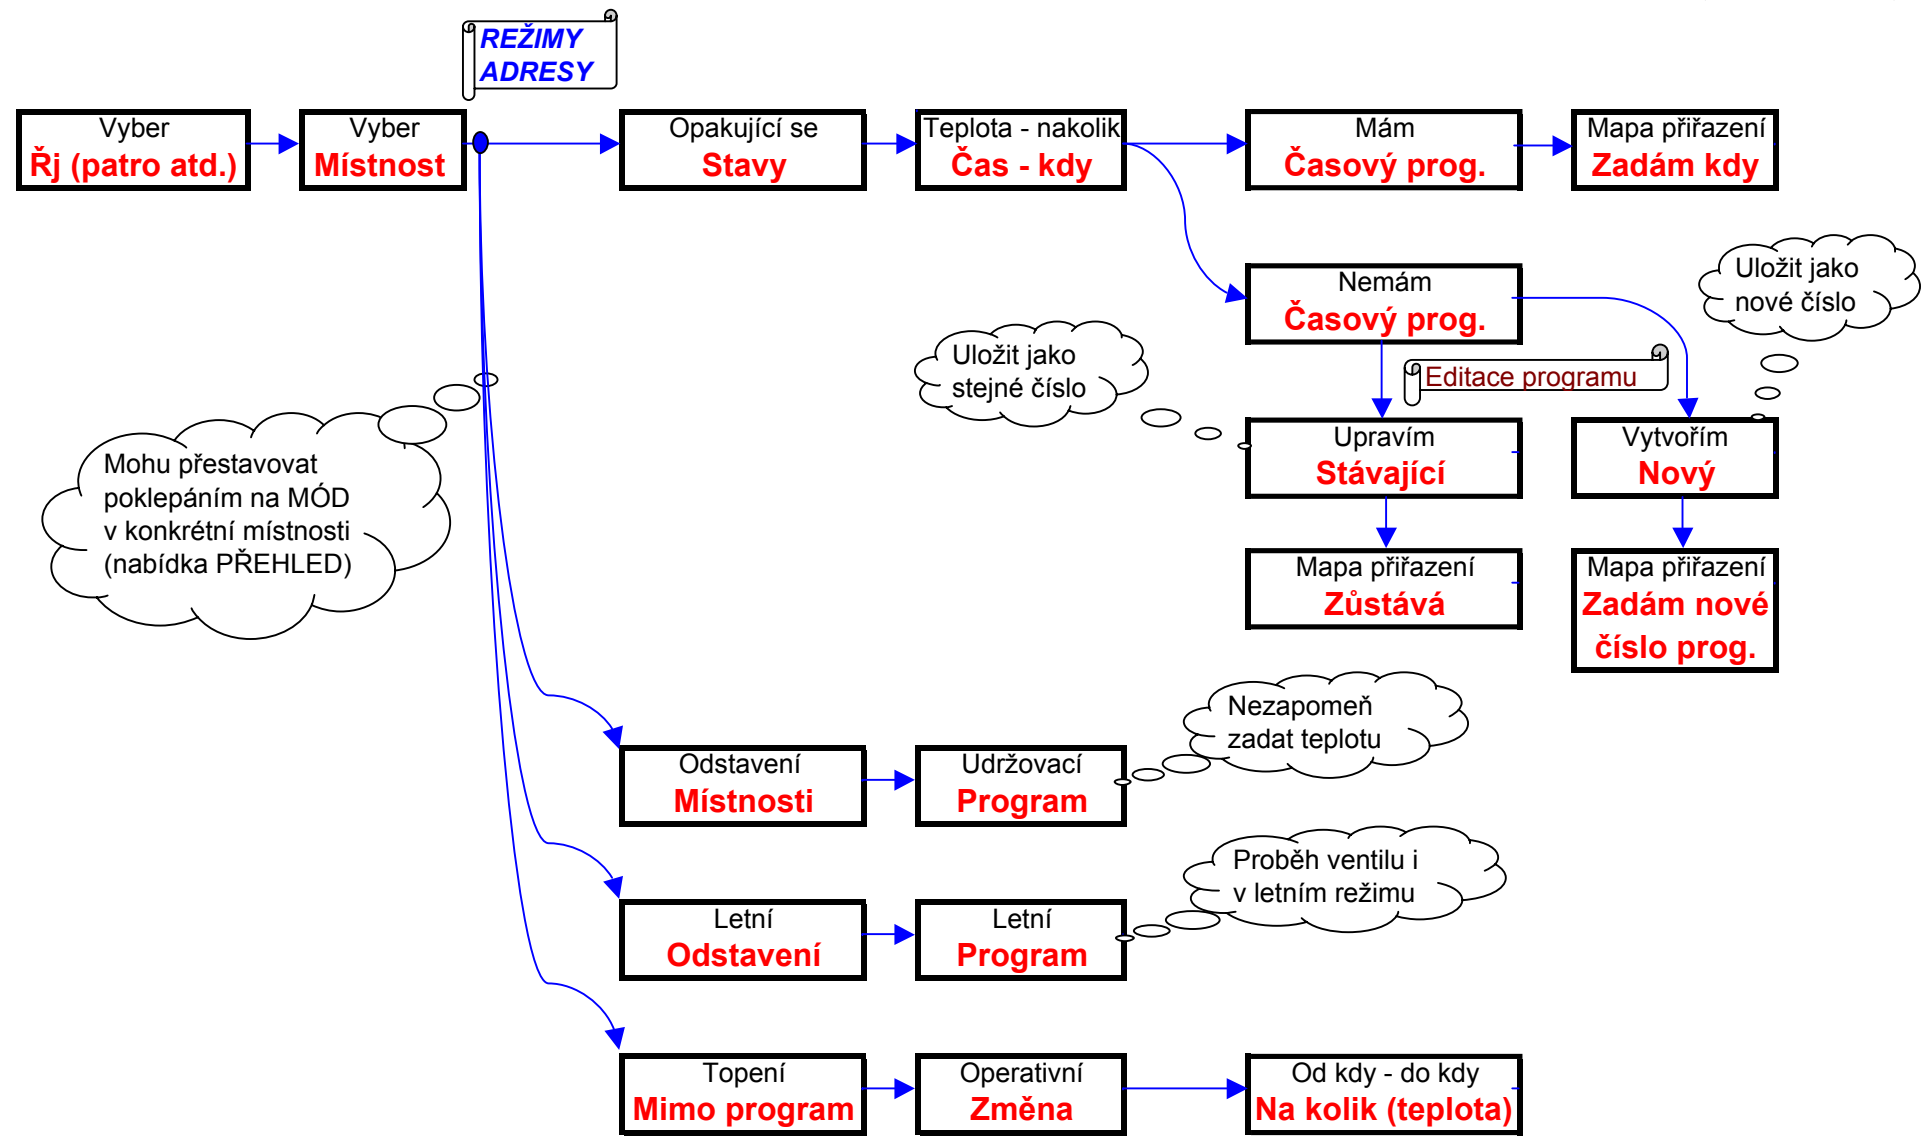 REŽIMY
ADRESY
Vyber
Řj (patro atd.)
Vyber
Místnost
Opakující se
Stavy
Teplota - nakolik
Čas - kdy
Mám
Časový prog.
Mapa přiřazení
Zadám kdy
Nemám
Časový prog.
Uložit jako
nové číslo
Uložit jako
stejné číslo
Editace programu
Upravím
Stávající
Vytvořím
Nový
Mohu přestavovat
poklepáním na MÓD
v konkrétní místnosti
(nabídka PŘEHLED)
Mapa přiřazení
Zůstává
Mapa přiřazení
Zadám nové
číslo prog.
Nezapomeň
zadat teplotu
Odstavení
Místnosti
Udržovací
Program
Proběh ventilu i
v letním režimu
Letní
Odstavení
Letní
Program
Topení
Mimo program
Operativní
Změna
Od kdy - do kdy
Na kolik (teplota)